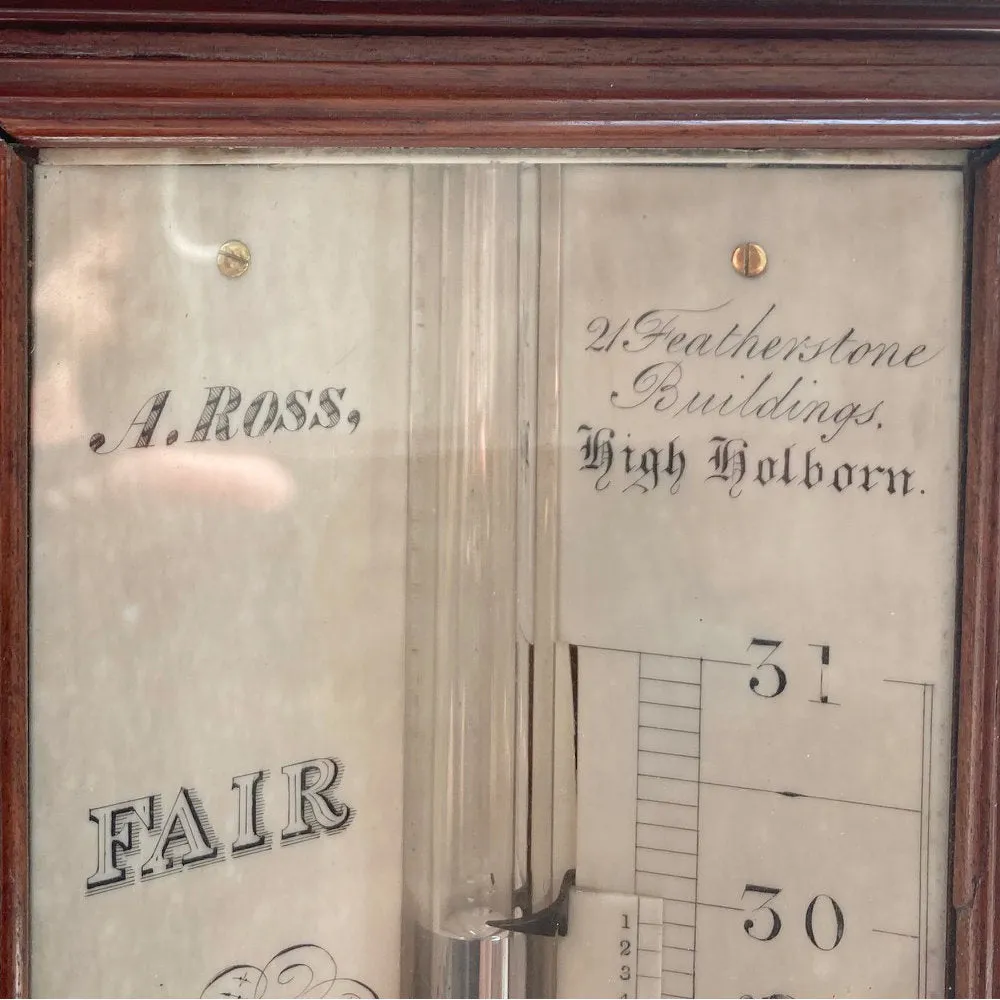 A. ROSS,
21 Featherstone
Buildings.
High Holborn.
FAIR
31
30
1
2
3